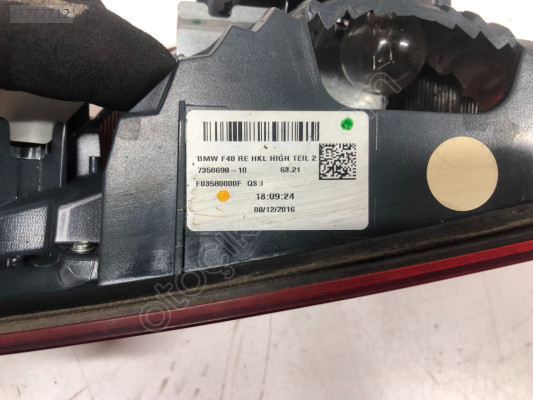 BMW F48 RE HKL HIGH TEIL 2
7350698-10 63.21
F03580000F QS:I
18:09:24
08/12/2016